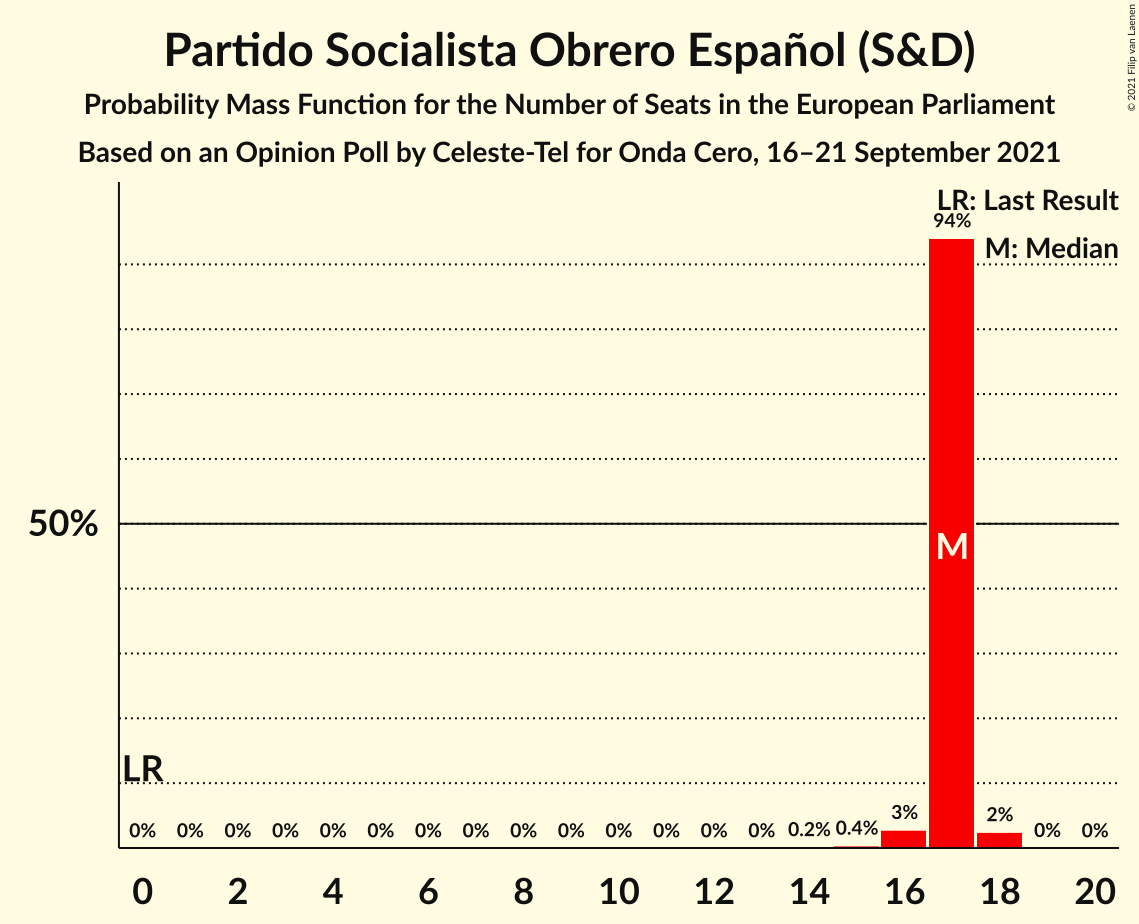 Partido Socialista Obrero Español (S&D)
Probability Mass Function for the Number of Seats in the European Parliament
Based on an Opinion Poll by Celeste-Tel for Onda Cero, 16–21 September 2021
© 2021 Filip van Laenen
LR: Last Result
94%
M: Median
50%
M
LR
0% 0% 0% 0% 0% 0% 0% 0% 0% 0% 0% 0% 0% 0% 0.2% 0.4% 3% 2% 0% 0%
0 2 4 6 8 10 12 14 16 18 20